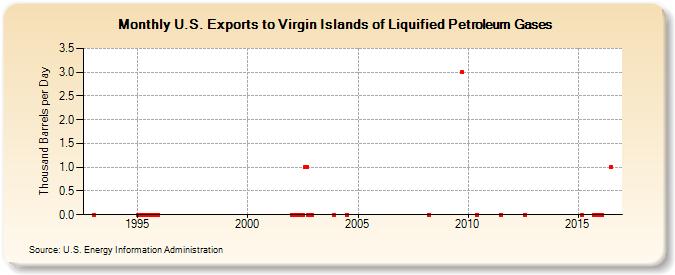 Monthly U.S. Exports to Virgin Islands of Liquified Petroleum Gases
Thousand Barrels per Day
3.5
3.0
2.5
2.0
1.5
1.0
0.5
0.0
1995 2000 2005 2010 2015
Source: U.S. Energy Information Administration